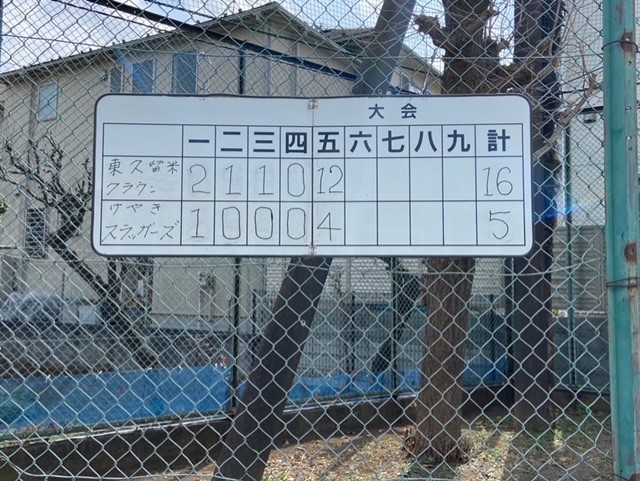 大会
一 二 三 四 五 六 七 八 九 計
東久留米
クラウン 2 1 1 0 12 16
けやき
スラッガーズ 1 0 0 0 4 5